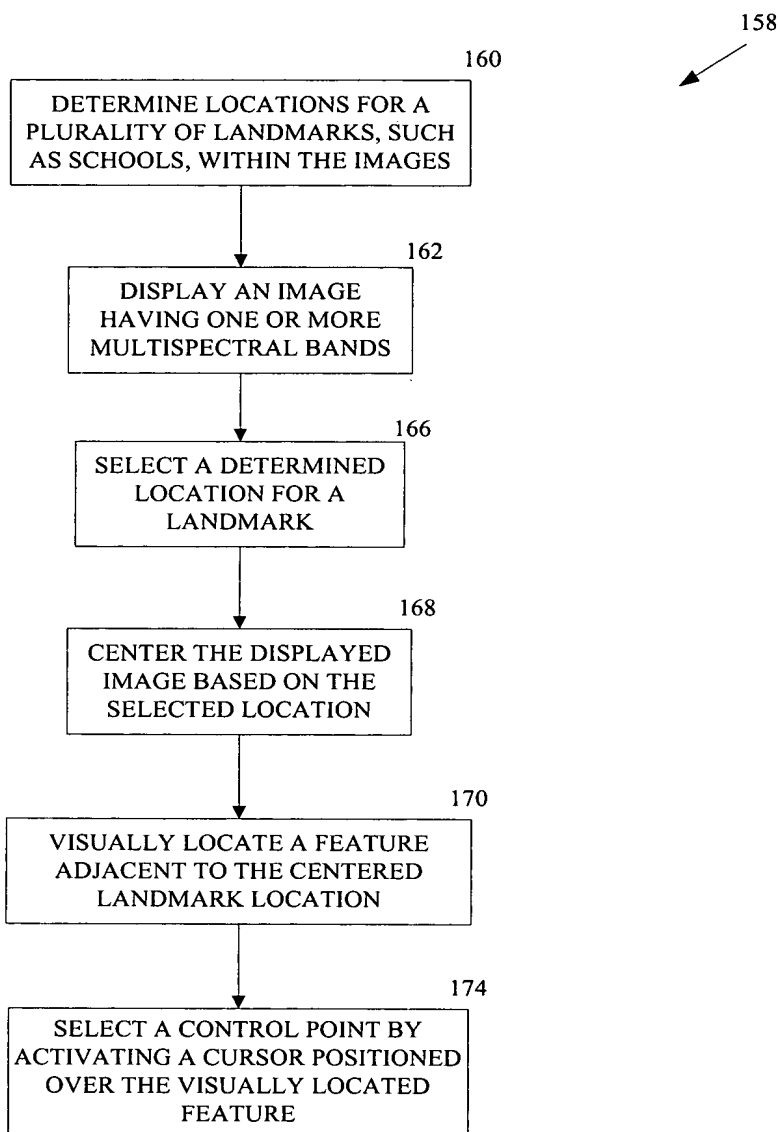 158
160
DETERMINE LOCATIONS FOR A
PLURALITY OF LANDMARKS, SUCH
AS SCHOOLS, WITHIN THE IMAGES
162
DISPLAY AN IMAGE
HAVING ONE OR MORE
MULTISPECTRAL BANDS
166
SELECT A DETERMINED
LOCATION FOR A
LANDMARK
168
CENTER THE DISPLAYED
IMAGE BASED ON THE
SELECTED LOCATION
170
VISUALLY LOCATE A FEATURE
ADJACENT TO THE CENTERED
LANDMARK LOCATION
174
SELECT A CONTROL POINT BY
ACTIVATING A CURSOR POSITIONED
OVER THE VISUALLY LOCATED
FEATURE